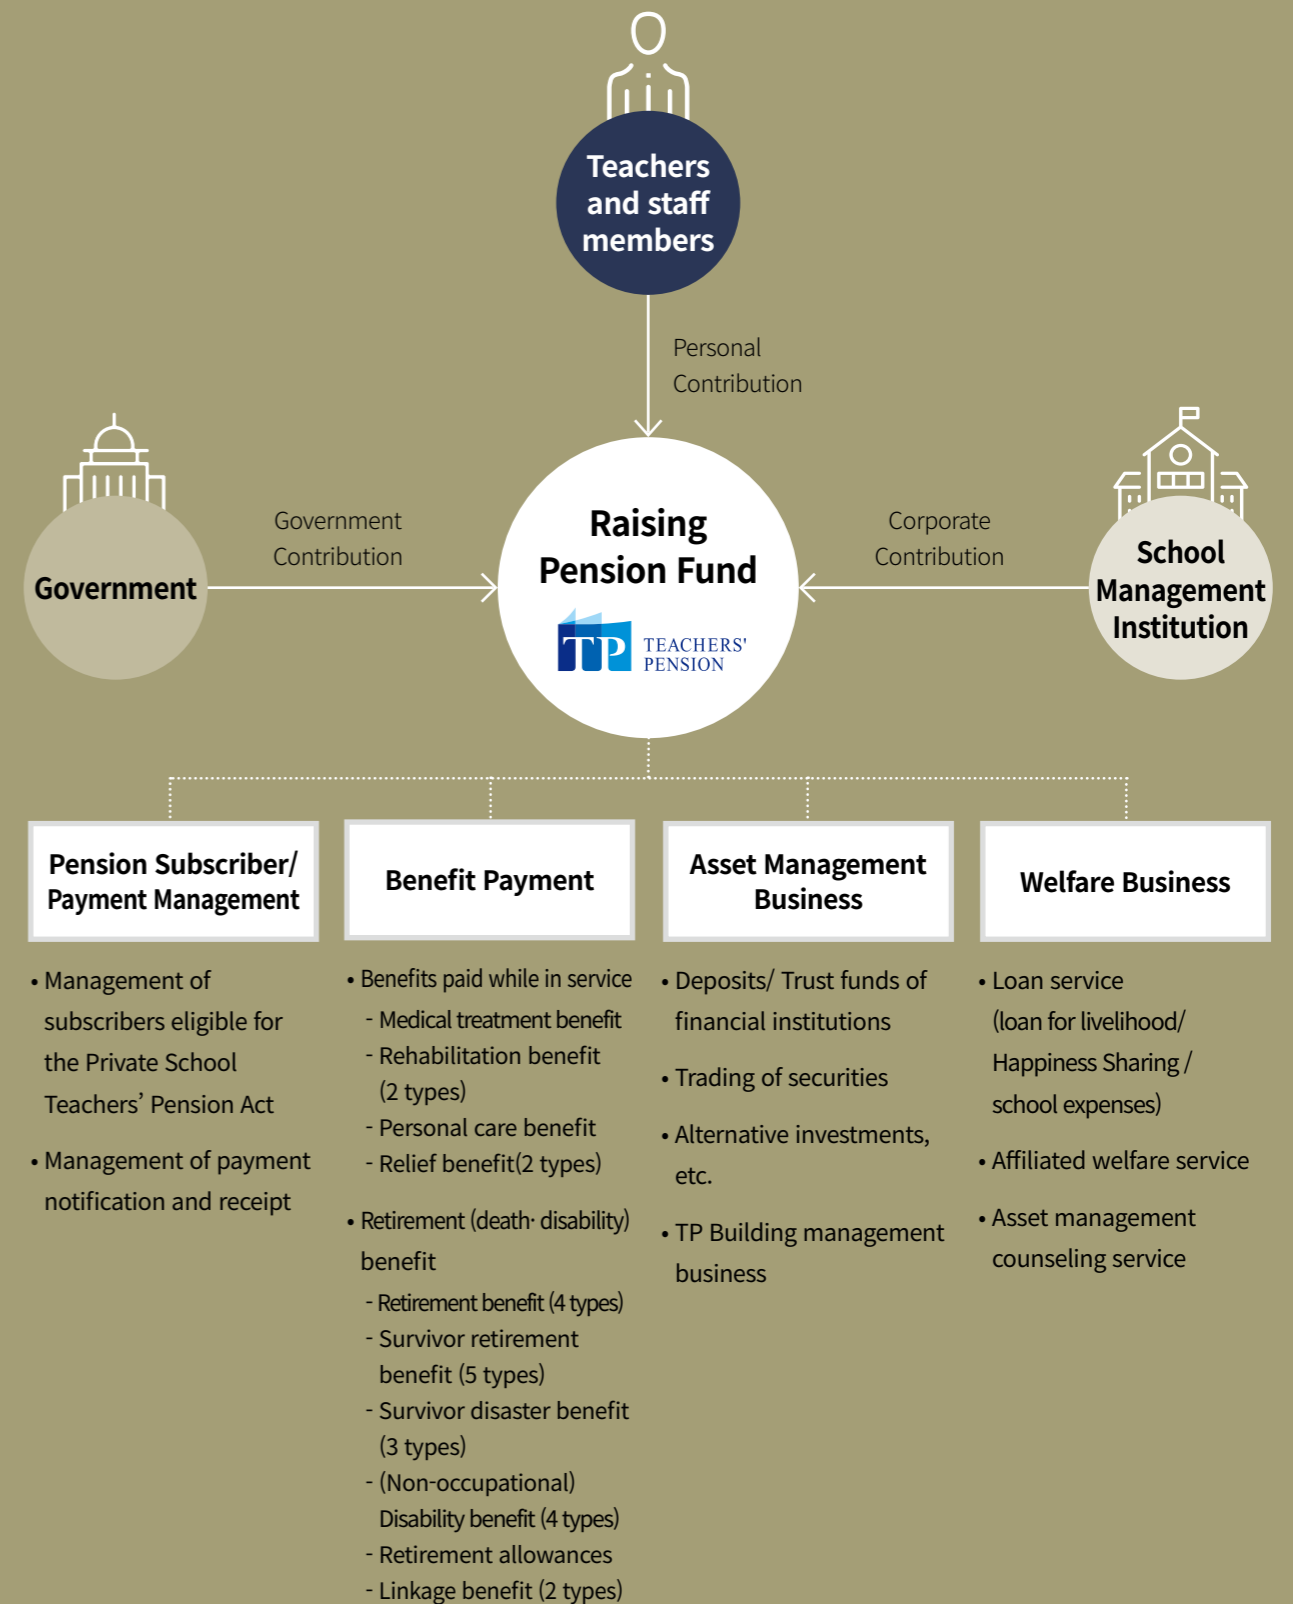 Teachers
and staff
members
Personal
Contribution
Government
Government
Contribution
Raising
Pension Fund
TP TEACHERS'
PENSION
Corporate
Contribution
School
Management
Institution
Pension Subscriber/
Payment Management
• Management of
subscribers eligible for
the Private School
Teachers’ Pension Act
• Management of payment
notification and receipt
Benefit Payment
• Benefits paid while in service
- Medical treatment benefit
- Rehabilitation benefit
(2 types)
- Personal care benefit
- Relief benefit(2 types)
• Retirement (death· disability)
benefit
- Retirement benefit (4 types)
- Survivor retirement
benefit (5 types)
- Survivor disaster benefit
(3 types)
- (Non-occupational)
Disability benefit (4 types)
- Retirement allowances
- Linkage benefit (2 types)
Asset Management
Business
• Deposits/ Trust funds of
financial institutions
• Trading of securities
• Alternative investments,
etc.
• TP Building management
business
Welfare Business
• Loan service
(loan for livelihood/
Happiness Sharing /
school expenses)
• Affiliated welfare service
• Asset management
counseling service